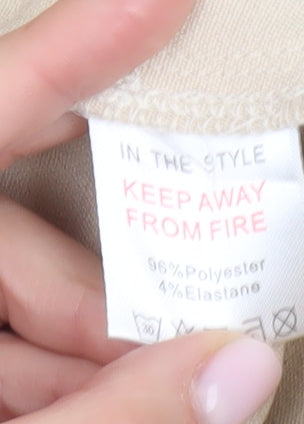 IN THE STYLE
KEEP AWAY
FROM FIRE
96%Polyester
4%Elastane
30